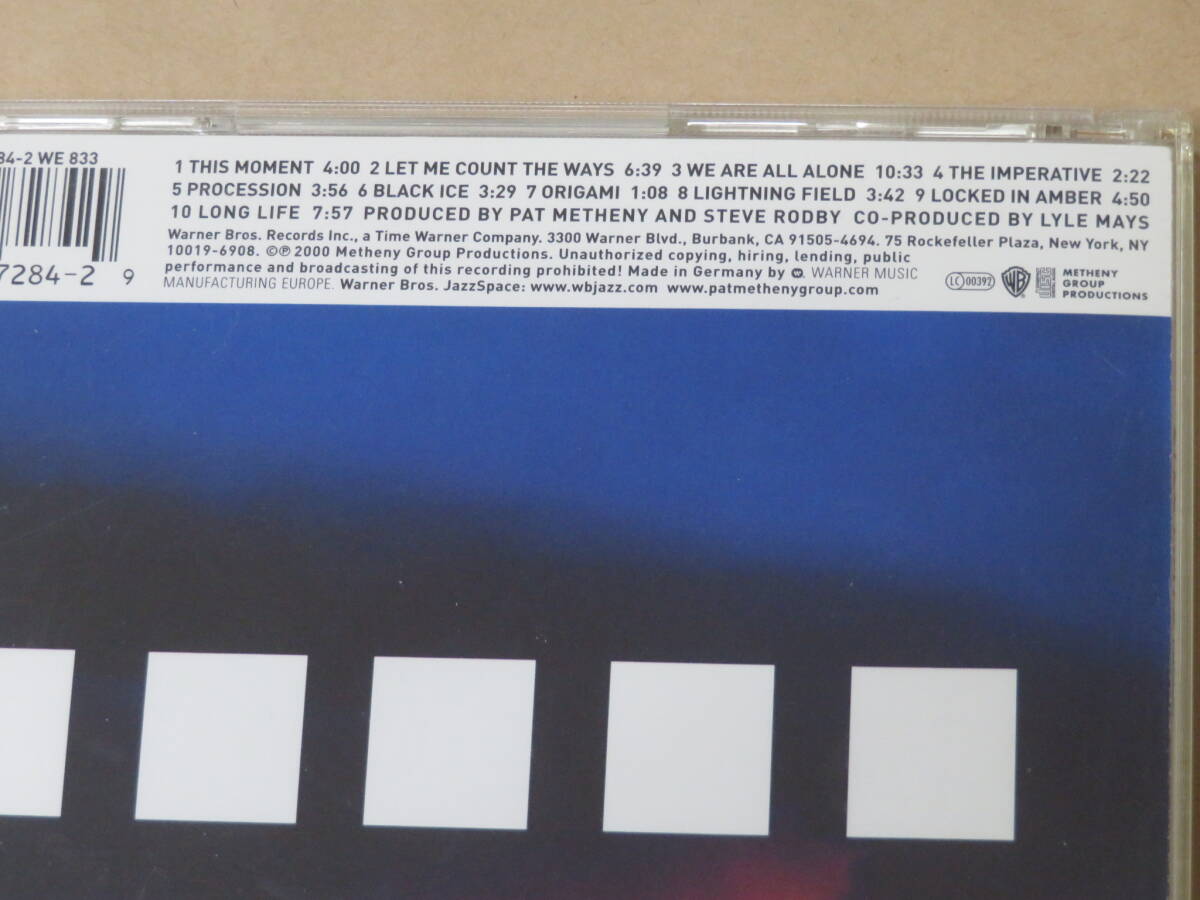 84-2 WE 833
7284-2 9
1 THIS MOMENT 4:00 2 LET ME COUNT THE WAYS 6:39 3 WE ARE ALL ALONE 10:33 4 THE IMPERATIVE 2:22
5 PROCESSION 3:56 6 BLACK ICE 3:29 7 ORIGAMI 1:08 8 LIGHTNING FIELD 3:42 9 LOCKED IN AMBER 4:50
10 LONG LIFE 7:57 PRODUCED BY PAT METHENY AND STEVE RODBY CO-PRODUCED BY LYLE MAYS
Warner Bros. Records Inc., a Time Warner Company. 3300 Warner Blvd., Burbank, CA 91505-4694. 75 Rockefeller Plaza, New York, NY
10019-6908. ©℗ 2000 Metheny Group Productions. Unauthorized copying, hiring, lending, public
performance and broadcasting of this recording prohibited! Made in Germany by WARNER MUSIC
MANUFACTURING EUROPE. Warner Bros. JazzSpace: www.wbjazz.com www.patmethenygroup.com
LC 00392
WB
METHENY
GROUP
PRODUCTIONS